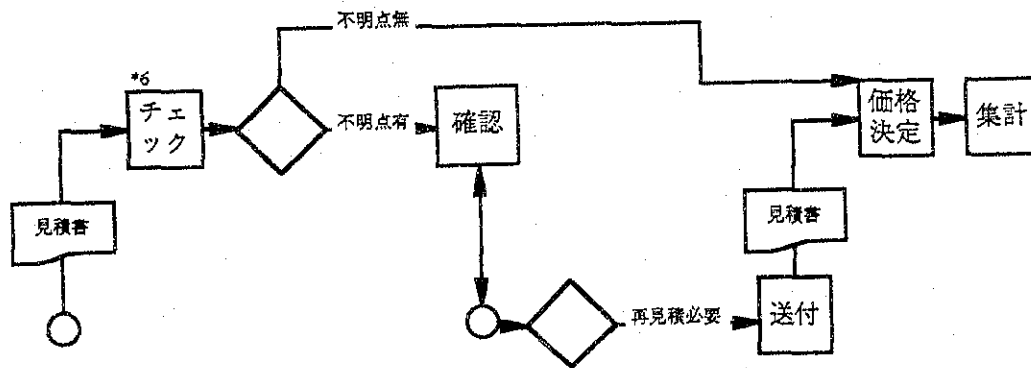 不明点無
*6
チェ
ック
不明点有
確認
価格
決定
集計
見積書
見積書
再見積必要
送付